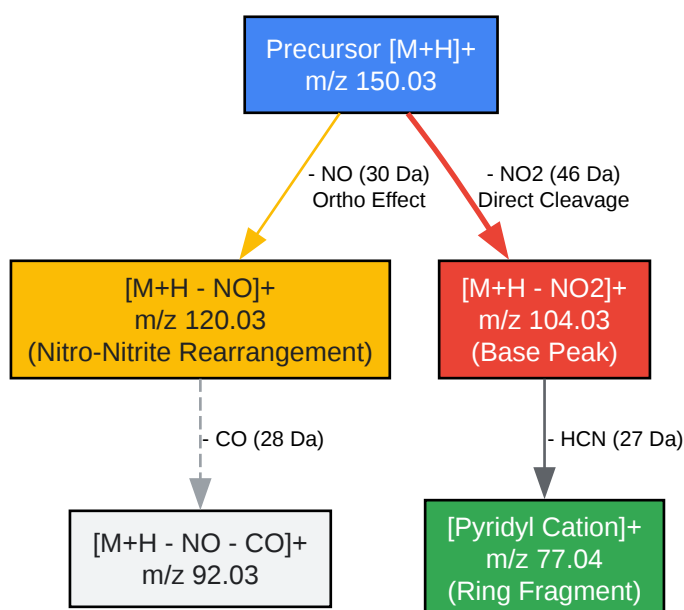 Precursor [M+H]+
m/z 150.03
- NO (30 Da)
Ortho Effect
- NO2 (46 Da)
Direct Cleavage
[M+H - NO]+
m/z 120.03
(Nitro-Nitrite Rearrangement)
[M+H - NO2]+
m/z 104.03
(Base Peak)
- CO (28 Da)
- HCN (27 Da)
[M+H - NO - CO]+
m/z 92.03
[Pyridyl Cation]+
m/z 77.04
(Ring Fragment)